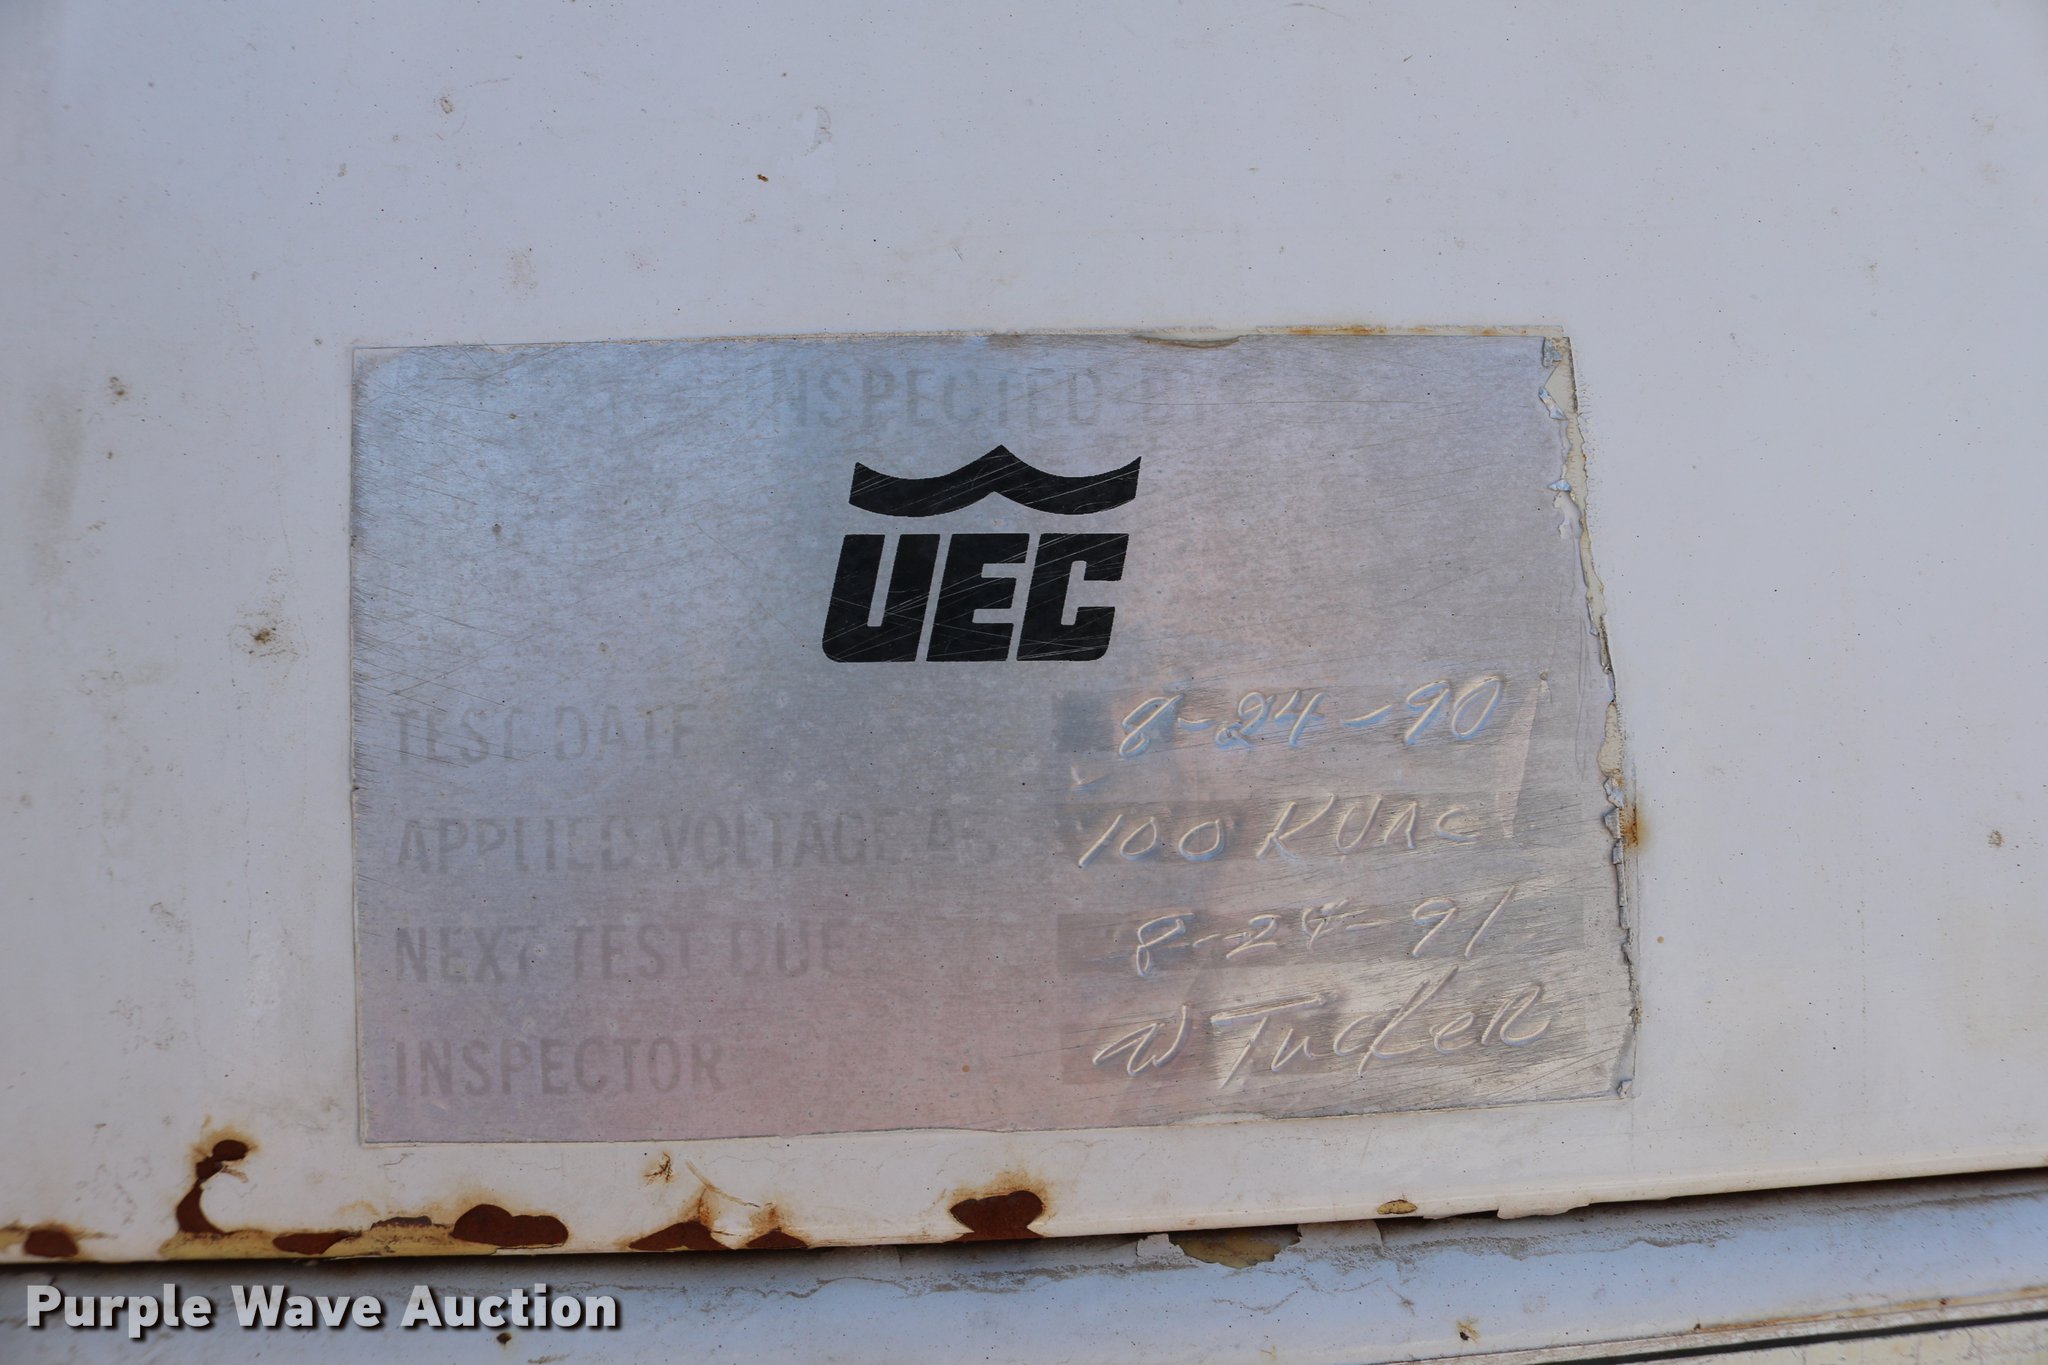 INSPECTED BY
UEC
TEST DATE 8-24-90
APPLIED VOLTAGE 100 KVAC
NEXT TEST DUE 8-24-91
INSPECTOR W Tucker
Purple Wave Auction